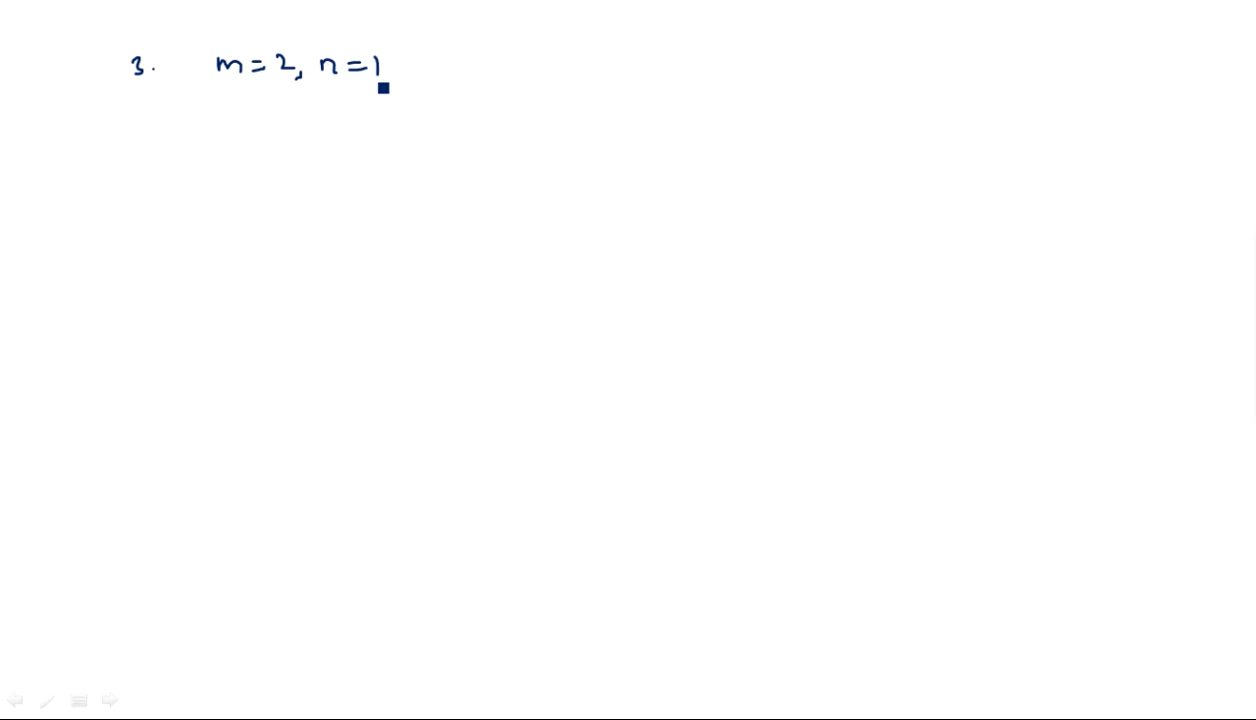 3. m = 2, n = 1